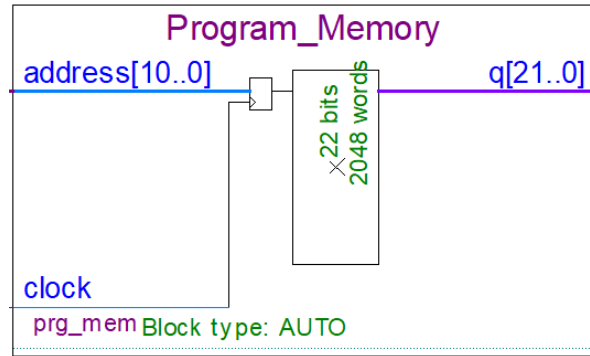 Program_Memory
address[10..0]
q[21..0]
22 bits
2048 words
clock
prg_mem
Block type: AUTO